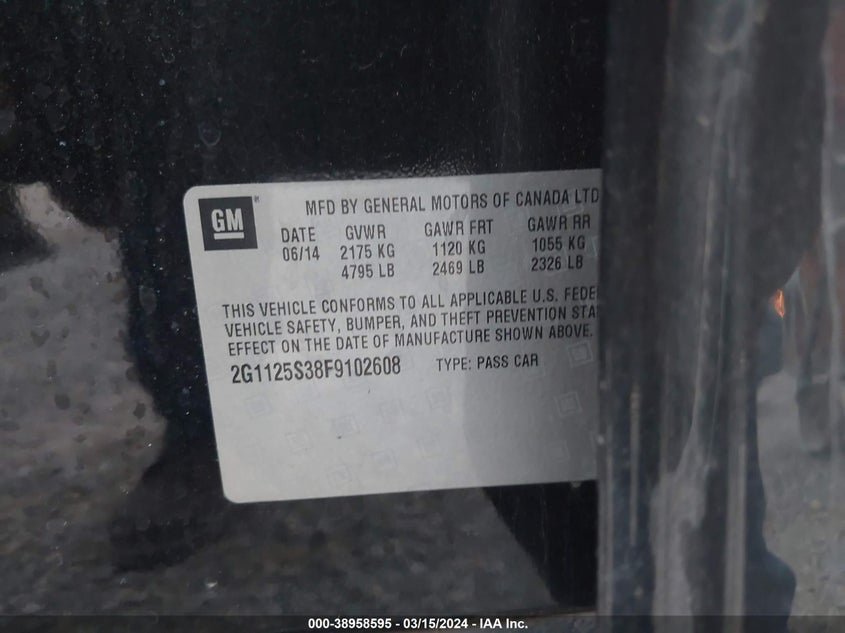 GM
MFD BY GENERAL MOTORS OF CANADA LTD
DATE GVWR GAWR FRT GAWR RR
06/14 2175 KG 1120 KG 1055 KG
4795 LB 2469 LB 2326 LB
THIS VEHICLE CONFORMS TO ALL APPLICABLE U.S. FEDE
VEHICLE SAFETY, BUMPER, AND THEFT PREVENTION STA
EFFECT ON THE DATE OF MANUFACTURE SHOWN ABOVE.
2G1125S38F9102608 TYPE: PASS CAR
000-38958595 - 03/15/2024 - IAA Inc.